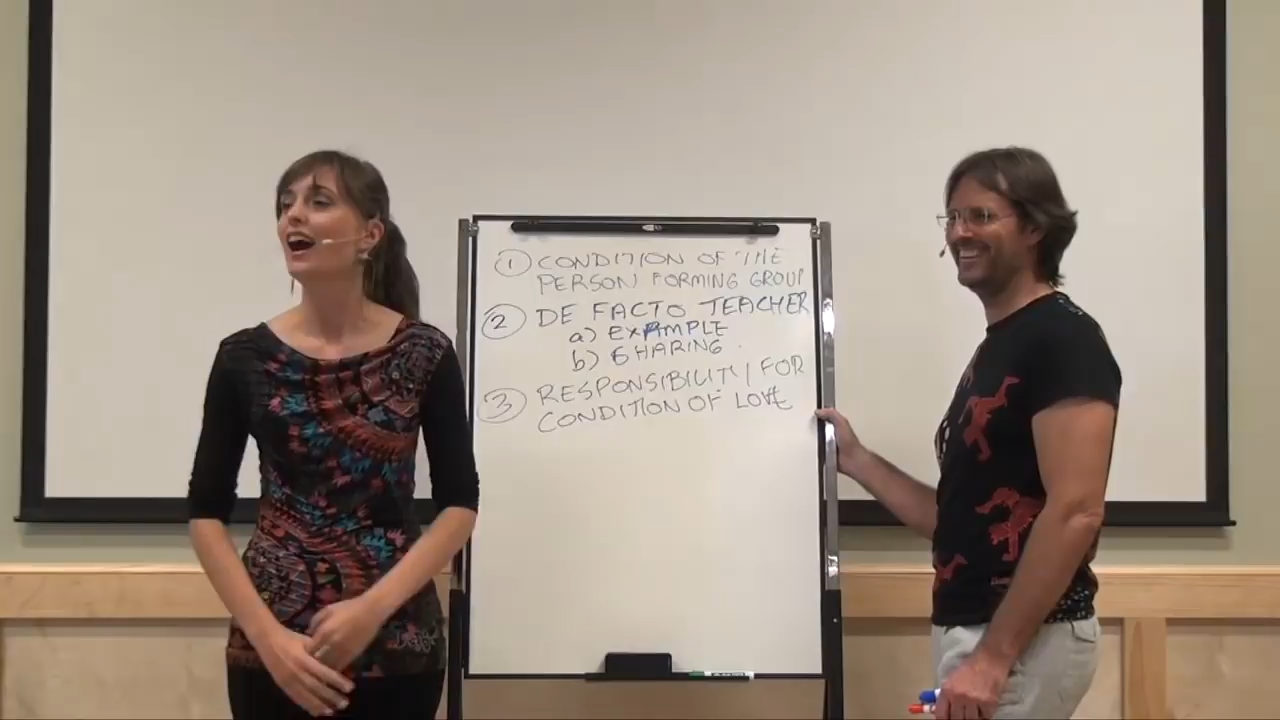 1 CONDITION OF THE
PERSON FORMING GROUP
2 DE FACTO TEACHER
a) EXAMPLE
b) SHARING
3 RESPONSIBILITY FOR
CONDITION OF LOVE